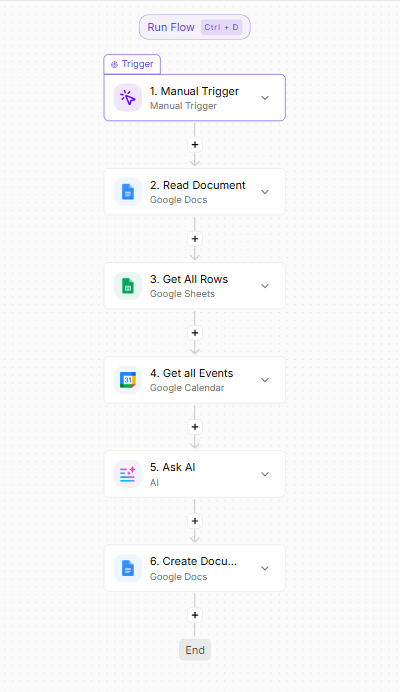 Run Flow Ctrl + D
Trigger
1. Manual Trigger
Manual Trigger
2. Read Document
Google Docs
3. Get All Rows
Google Sheets
4. Get all Events
31
Google Calendar
5. Ask AI
AI
6. Create Docu...
Google Docs
End